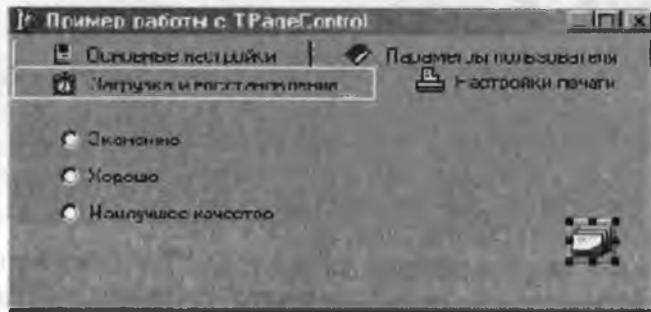 Пример работы с TPageControl
Основные настройки
Параметры пользователя
Загрузка и восстановление
Настройки печати
Экономно
Хорошо
Наилучшее качество